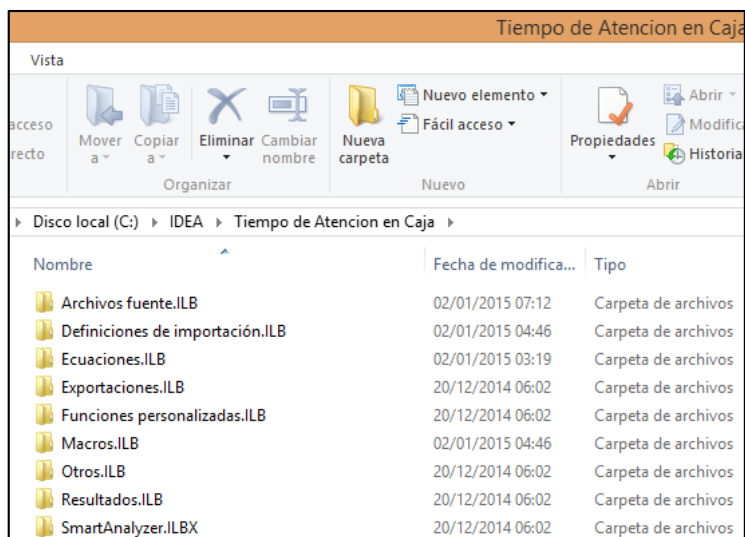 Tiempo de Atencion en Caja
Vista
acceso
recto
Mover
a
Copiar
a
Eliminar
Cambiar
nombre
Organizar
Nueva
carpeta
Nuevo elemento
Fácil acceso
Nuevo
Propiedades
Abrir
Modifica
Historia
Abrir
Disco local (C:) IDEA Tiempo de Atencion en Caja
Nombre Fecha de modifica... Tipo
Archivos fuente.ILB 02/01/2015 07:12 Carpeta de archivos
Definiciones de importación.ILB 02/01/2015 04:46 Carpeta de archivos
Ecuaciones.ILB 02/01/2015 03:19 Carpeta de archivos
Exportaciones.ILB 20/12/2014 06:02 Carpeta de archivos
Funciones personalizadas.ILB 20/12/2014 06:02 Carpeta de archivos
Macros.ILB 02/01/2015 04:46 Carpeta de archivos
Otros.ILB 20/12/2014 06:02 Carpeta de archivos
Resultados.ILB 20/12/2014 06:02 Carpeta de archivos
SmartAnalyzer.ILBX 20/12/2014 06:02 Carpeta de archivos